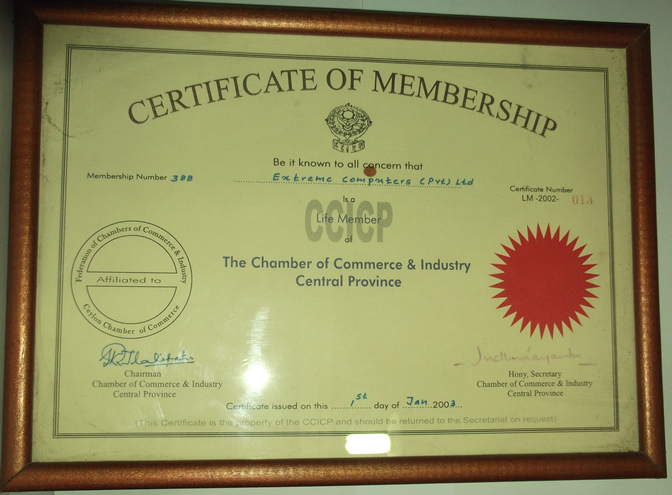 CERTIFICATE OF MEMBERSHIP
Be it known to all concern that
Membership Number 388
Extreme Computers (Pvt) Ltd
Certificate Number
LM -2002- 013
Is a
CCICP
Life Member
of
The Chamber of Commerce & Industry
Central Province
Federation of Chambers of Commerce & Industry
Affiliated to
Ceylon Chamber of Commerce
Chairman
Chamber of Commerce & Industry
Central Province
Hony, Secretary
Chamber of Commerce & Industry
Central Province
Certificate issued on this 1st day of Jan 2003
(This Certificate is the property of the CCICP and should be returned to the Secretariat on request)